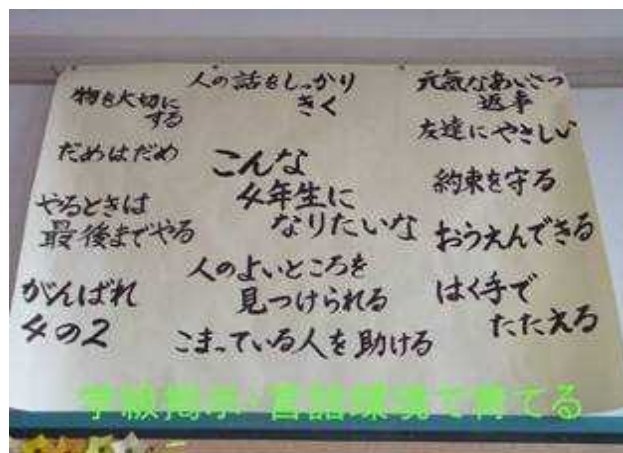 元気なあいさつ
返事
友達にやさしい
約束を守る
おうえんできる
はく手で
たたえる
人の話をしっかり
きく
こんな
4年生に
なりたいな
人のよいところを
見つけられる
こまっている人を助ける
物を大切に
する
だめはだめ
やるときは
最後までやる
がんばれ
4の2
学級掲示・言語環境で育てる